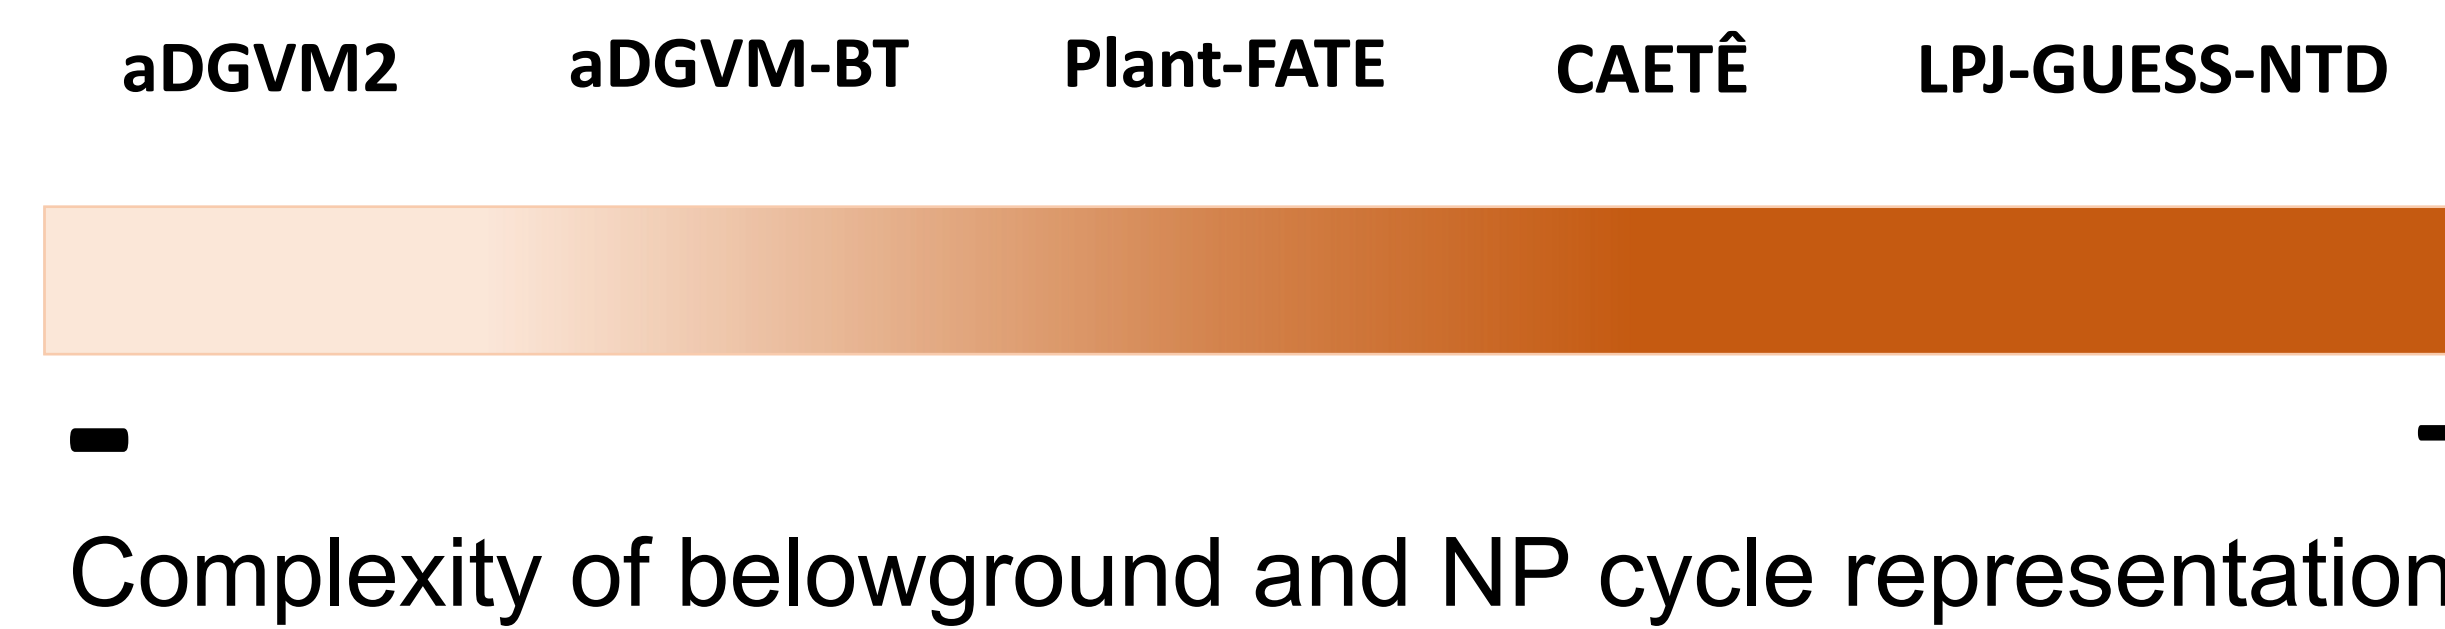 aDGVM2 aDGVM-BT Plant-FATE CAETÊ LPJ-GUESS-NTD
-
Complexity of belowground and NP cycle representation